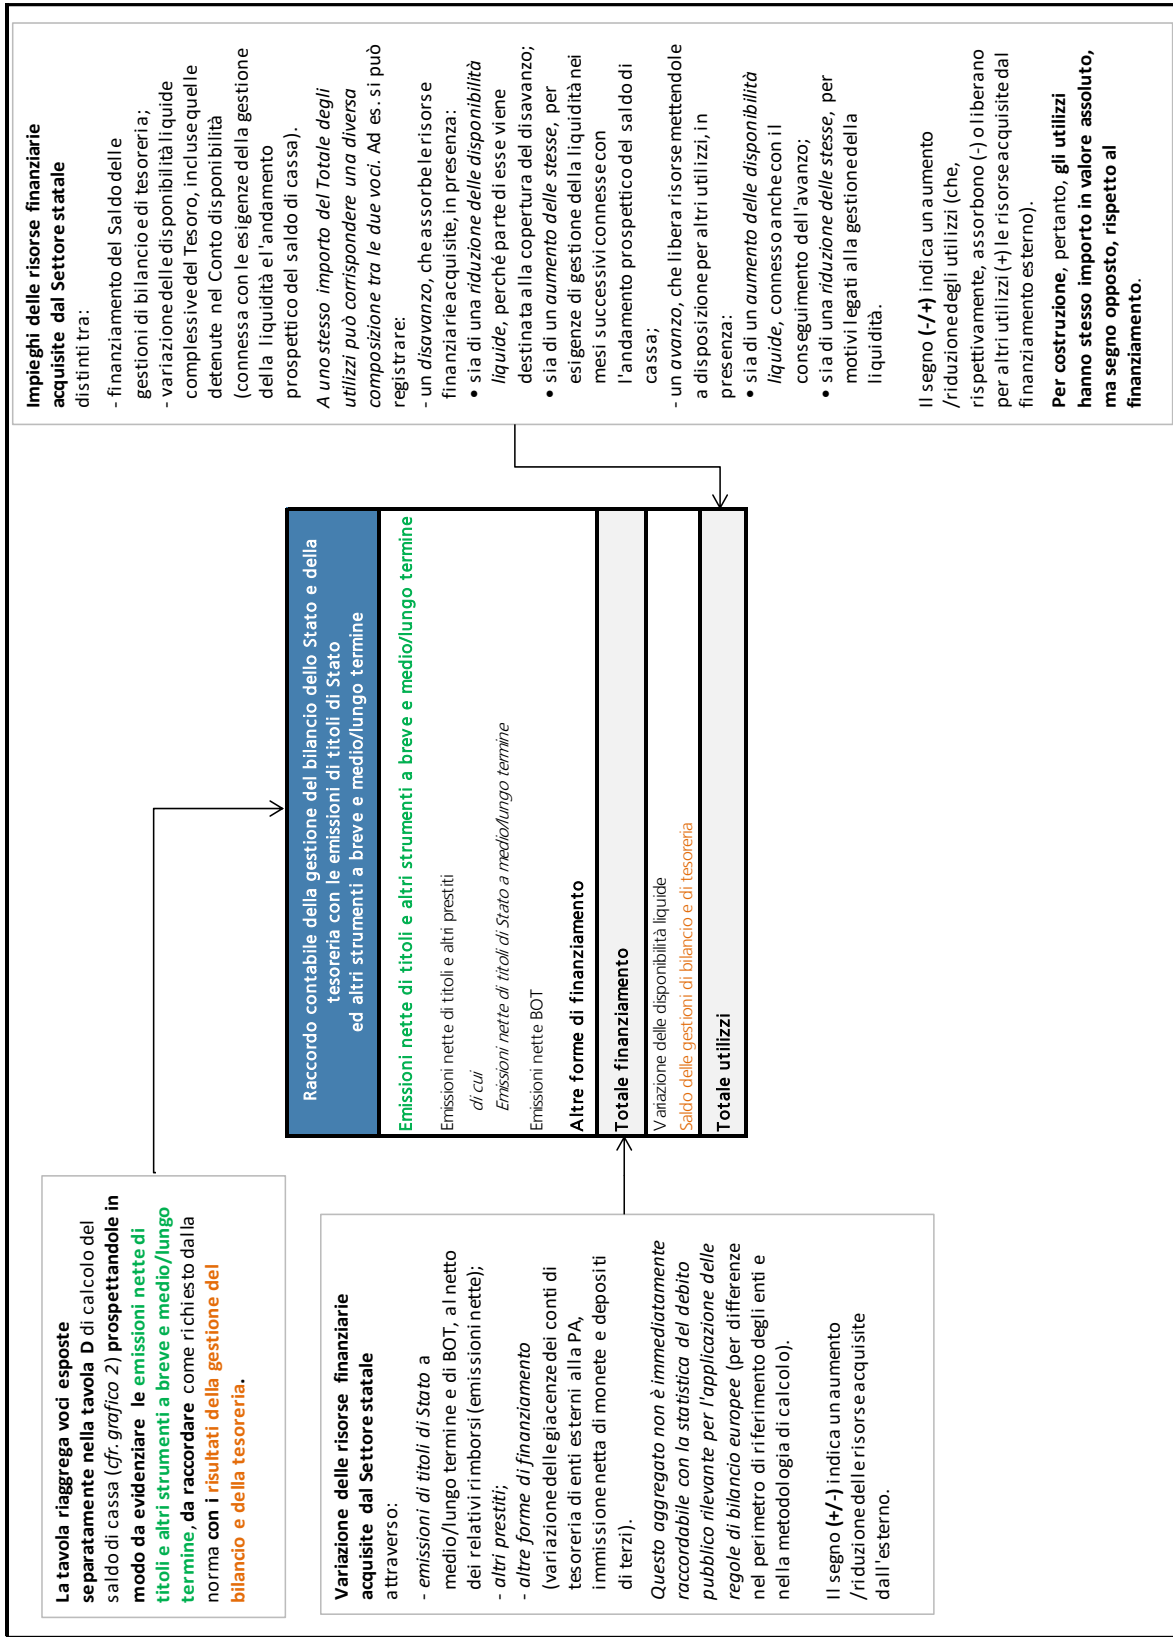 La tavola riaggrega voci esposte
separatamente nella tavola D di calcolo del
saldo di cassa (cfr. grafico 2) prospettandole in
modo da evidenziare le emissioni nette di
titoli e altri strumenti a breve e medio/lungo
termine, da raccordare come richiesto dalla
norma con i risultati della gestione del
bilancio e della tesoreria.
Variazione delle risorse finanziarie
acquisite dal Settore statale
attraverso:
- emissioni di titoli di Stato a
medio/lungo termine e di BOT, al netto
dei relativi rimborsi (emissioni nette);
- altri prestiti;
- altre forme di finanziamento
(variazione delle giacenze dei conti di
tesoreria di enti esterni alla PA,
immissione netta di monete e depositi
di terzi).
Questo aggregato non è immediatamente
raccordabile con la statistica del debito
pubblico rilevante per l'applicazione delle
regole di bilancio europee (per differenze
nel perimetro di riferimento degli enti e
nella metodologia di calcolo).
Il segno (+/-) indica un aumento
/riduzione delle risorse acquisite
dall'esterno.
Raccordo contabile della gestione del bilancio dello Stato e della
tesoreria con le emissioni di titoli di Stato
ed altri strumenti a breve e medio/lungo termine
Emissioni nette di titoli e altri strumenti a breve e medio/lungo termine
Emissioni nette di titoli e altri prestiti
di cui
Emissioni nette di titoli di Stato a medio/lungo termine
Emissioni nette BOT
Altre forme di finanziamento
Totale finanziamento
Variazione delle disponibilità liquide
Saldo delle gestioni di bilancio e di tesoreria
Totale utilizzi
Impieghi delle risorse finanziarie
acquisite dal Settore statale
distinti tra:
- finanziamento del Saldo delle
gestioni di bilancio e di tesoreria;
- variazione delle disponibilità liquide
complessive del Tesoro, incluse quelle
detenute nel Conto disponibilità
(connessa con le esigenze della gestione
della liquidità e l'andamento
prospettico del saldo di cassa).
A uno stesso importo del Totale degli
utilizzi può corrispondere una diversa
composizione tra le due voci. Ad es. si può
registrare:
- un disavanzo, che assorbe le risorse
finanziarie acquisite, in presenza:
• sia di una riduzione delle disponibilità
liquide, perché parte di esse viene
destinata alla copertura del disavanzo;
• sia di un aumento delle stesse, per
esigenze di gestione della liquidità nei
mesi successivi connesse con
l'andamento prospettico del saldo di
cassa;
- un avanzo, che libera risorse mettendole
a disposizione per altri utilizzi, in
presenza:
• sia di un aumento delle disponibilità
liquide, connesso anche con il
conseguimento dell'avanzo;
• sia di una riduzione delle stesse, per
motivi legati alla gestione della
liquidità.
Il segno (-/+) indica un aumento
/riduzione degli utilizzi (che,
rispettivamente, assorbono (-) o liberano
per altri utilizzi (+) le risorse acquisite dal
finanziamento esterno).
Per costruzione, pertanto, gli utilizzi
hanno stesso importo in valore assoluto,
ma segno opposto, rispetto al
finanziamento.